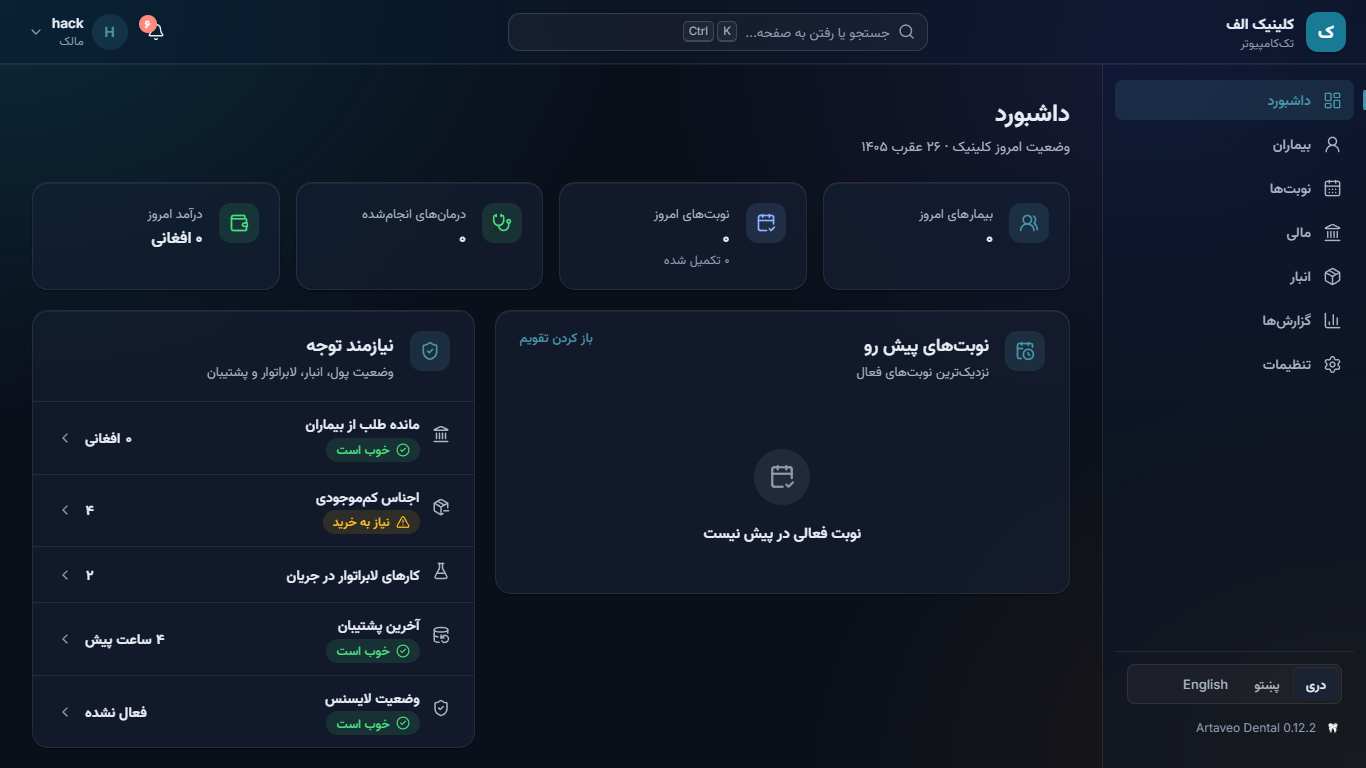 کلینیک الف
تک‌کامپیوتر
جستجو یا رفتن به صفحه...
Ctrl K
۶
H
hack
مالک
ک
داشبورد
بیماران
نوبت‌ها
مالی
انبار
گزارش‌ها
تنظیمات
داشبورد
وضعیت امروز کلینیک · ۲۶ عقرب ۱۴۰۵
بیمارهای امروز
۰
نوبت‌های امروز
۰
۰ تکمیل شده
درمان‌های انجام‌شده
۰
درآمد امروز
۰ افغانی
نوبت‌های پیش رو
نزدیک‌ترین نوبت‌های فعال
باز کردن تقویم
نوبت فعالی در پیش نیست
نیازمند توجه
وضعیت پول، انبار، لابراتوار و پشتیبان
مانده طلب از بیماران
خوب است
۰ افغانی
اجناس کم‌موجودی
نیاز به خرید
۴
کارهای لابراتوار در جریان
۲
آخرین پشتیبان
خوب است
۴ ساعت پیش
وضعیت لایسنس
خوب است
فعال نشده
دری پښتو English
Artaveo Dental 0.12.2